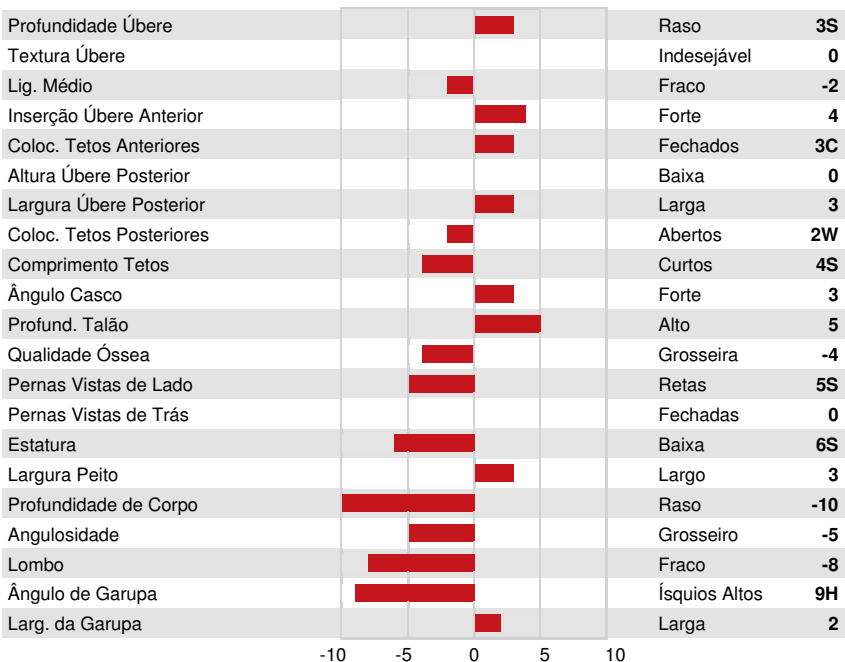 Profundidade Úbere Raso 3S
Textura Úbere Indesejável 0
Lig. Médio Fraco -2
Inserção Úbere Anterior Forte 4
Coloc. Tetos Anteriores Fechados 3C
Altura Úbere Posterior Baixa 0
Largura Úbere Posterior Larga 3
Coloc. Tetos Posteriores Abertos 2W
Comprimento Tetos Curtos 4S
Ângulo Casco Forte 3
Profund. Talão Alto 5
Qualidade Óssea Grosseira -4
Pernas Vistas de Lado Retas 5S
Pernas Vistas de Trás Fechadas 0
Estatura Baixa 6S
Largura Peito Largo 3
Profundidade de Corpo Raso -10
Angulosidade Grosseiro -5
Lombo Fraco -8
Ângulo de Garupa Ísquios Altos 9H
Larg. da Garupa Larga 2
-10 -5 0 5 10